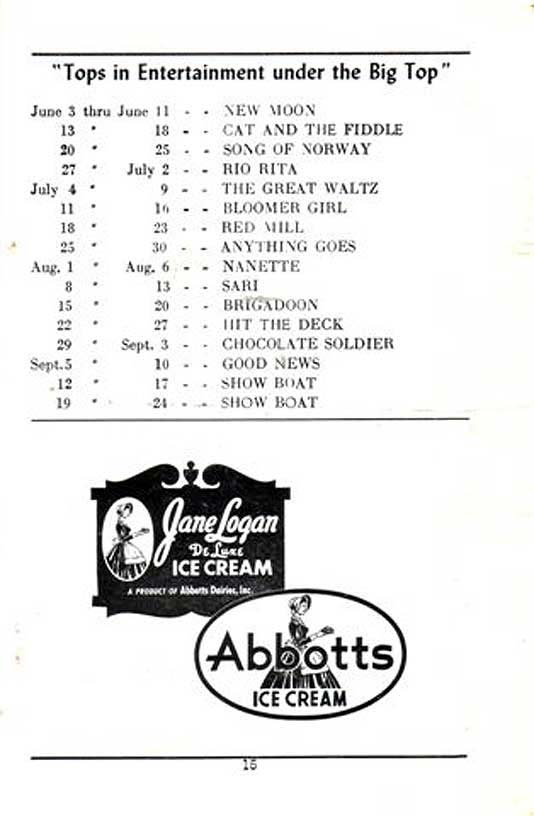 "Tops in Entertainment under the Big Top"
June 3 thru June 11 - - NEW MOON
13 " 18 - - CAT AND THE FIDDLE
20 " 25 - - SONG OF NORWAY
27 " July 2 - - RIO RITA
July 4 " 9 - - THE GREAT WALTZ
11 " 16 - - BLOOMER GIRL
18 " 23 - - RED MILL
25 " 30 - - ANYTHING GOES
Aug. 1 " Aug. 6 - - NANETTE
8 " 13 - - SARI
15 " 20 - - BRIGADOON
22 " 27 - - HIT THE DECK
29 " Sept. 3 - - CHOCOLATE SOLDIER
Sept. 5 " 10 - - GOOD NEWS
12 " 17 - - SHOW BOAT
19 " 24 - - SHOW BOAT
Jane Logan
De Luxe
ICE CREAM
A PRODUCT OF Abbotts Dairies, Inc.
Abbotts
ICE CREAM
15